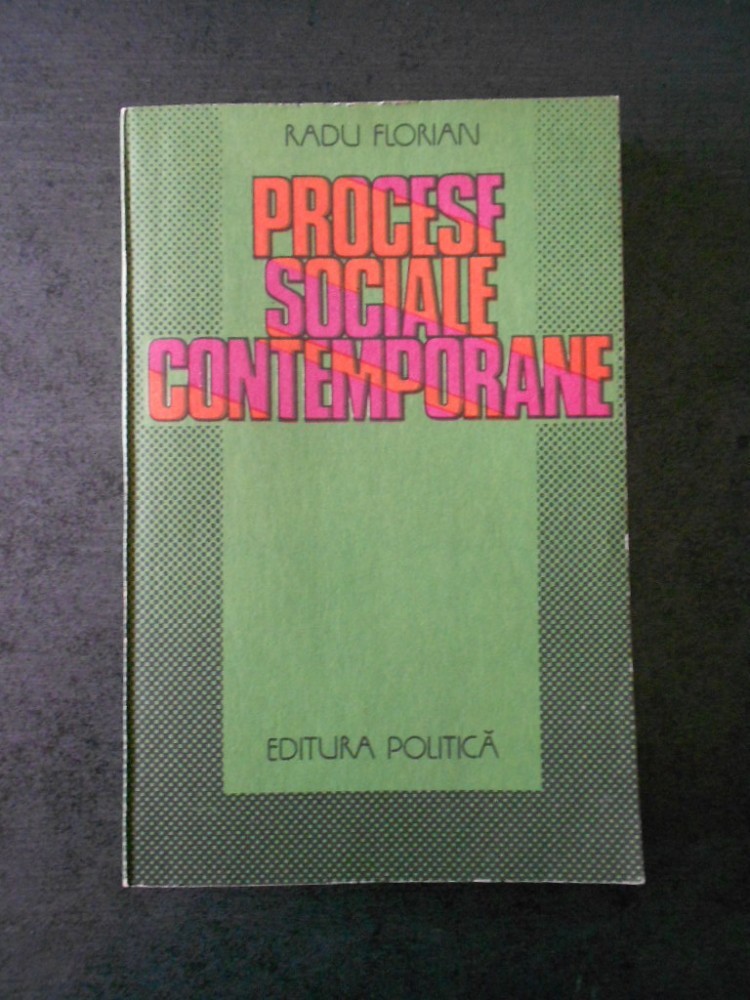 RADU FLORIAN
PROCESE
SOCIALE
CONTEMPORANE
EDITURA POLITICĂ